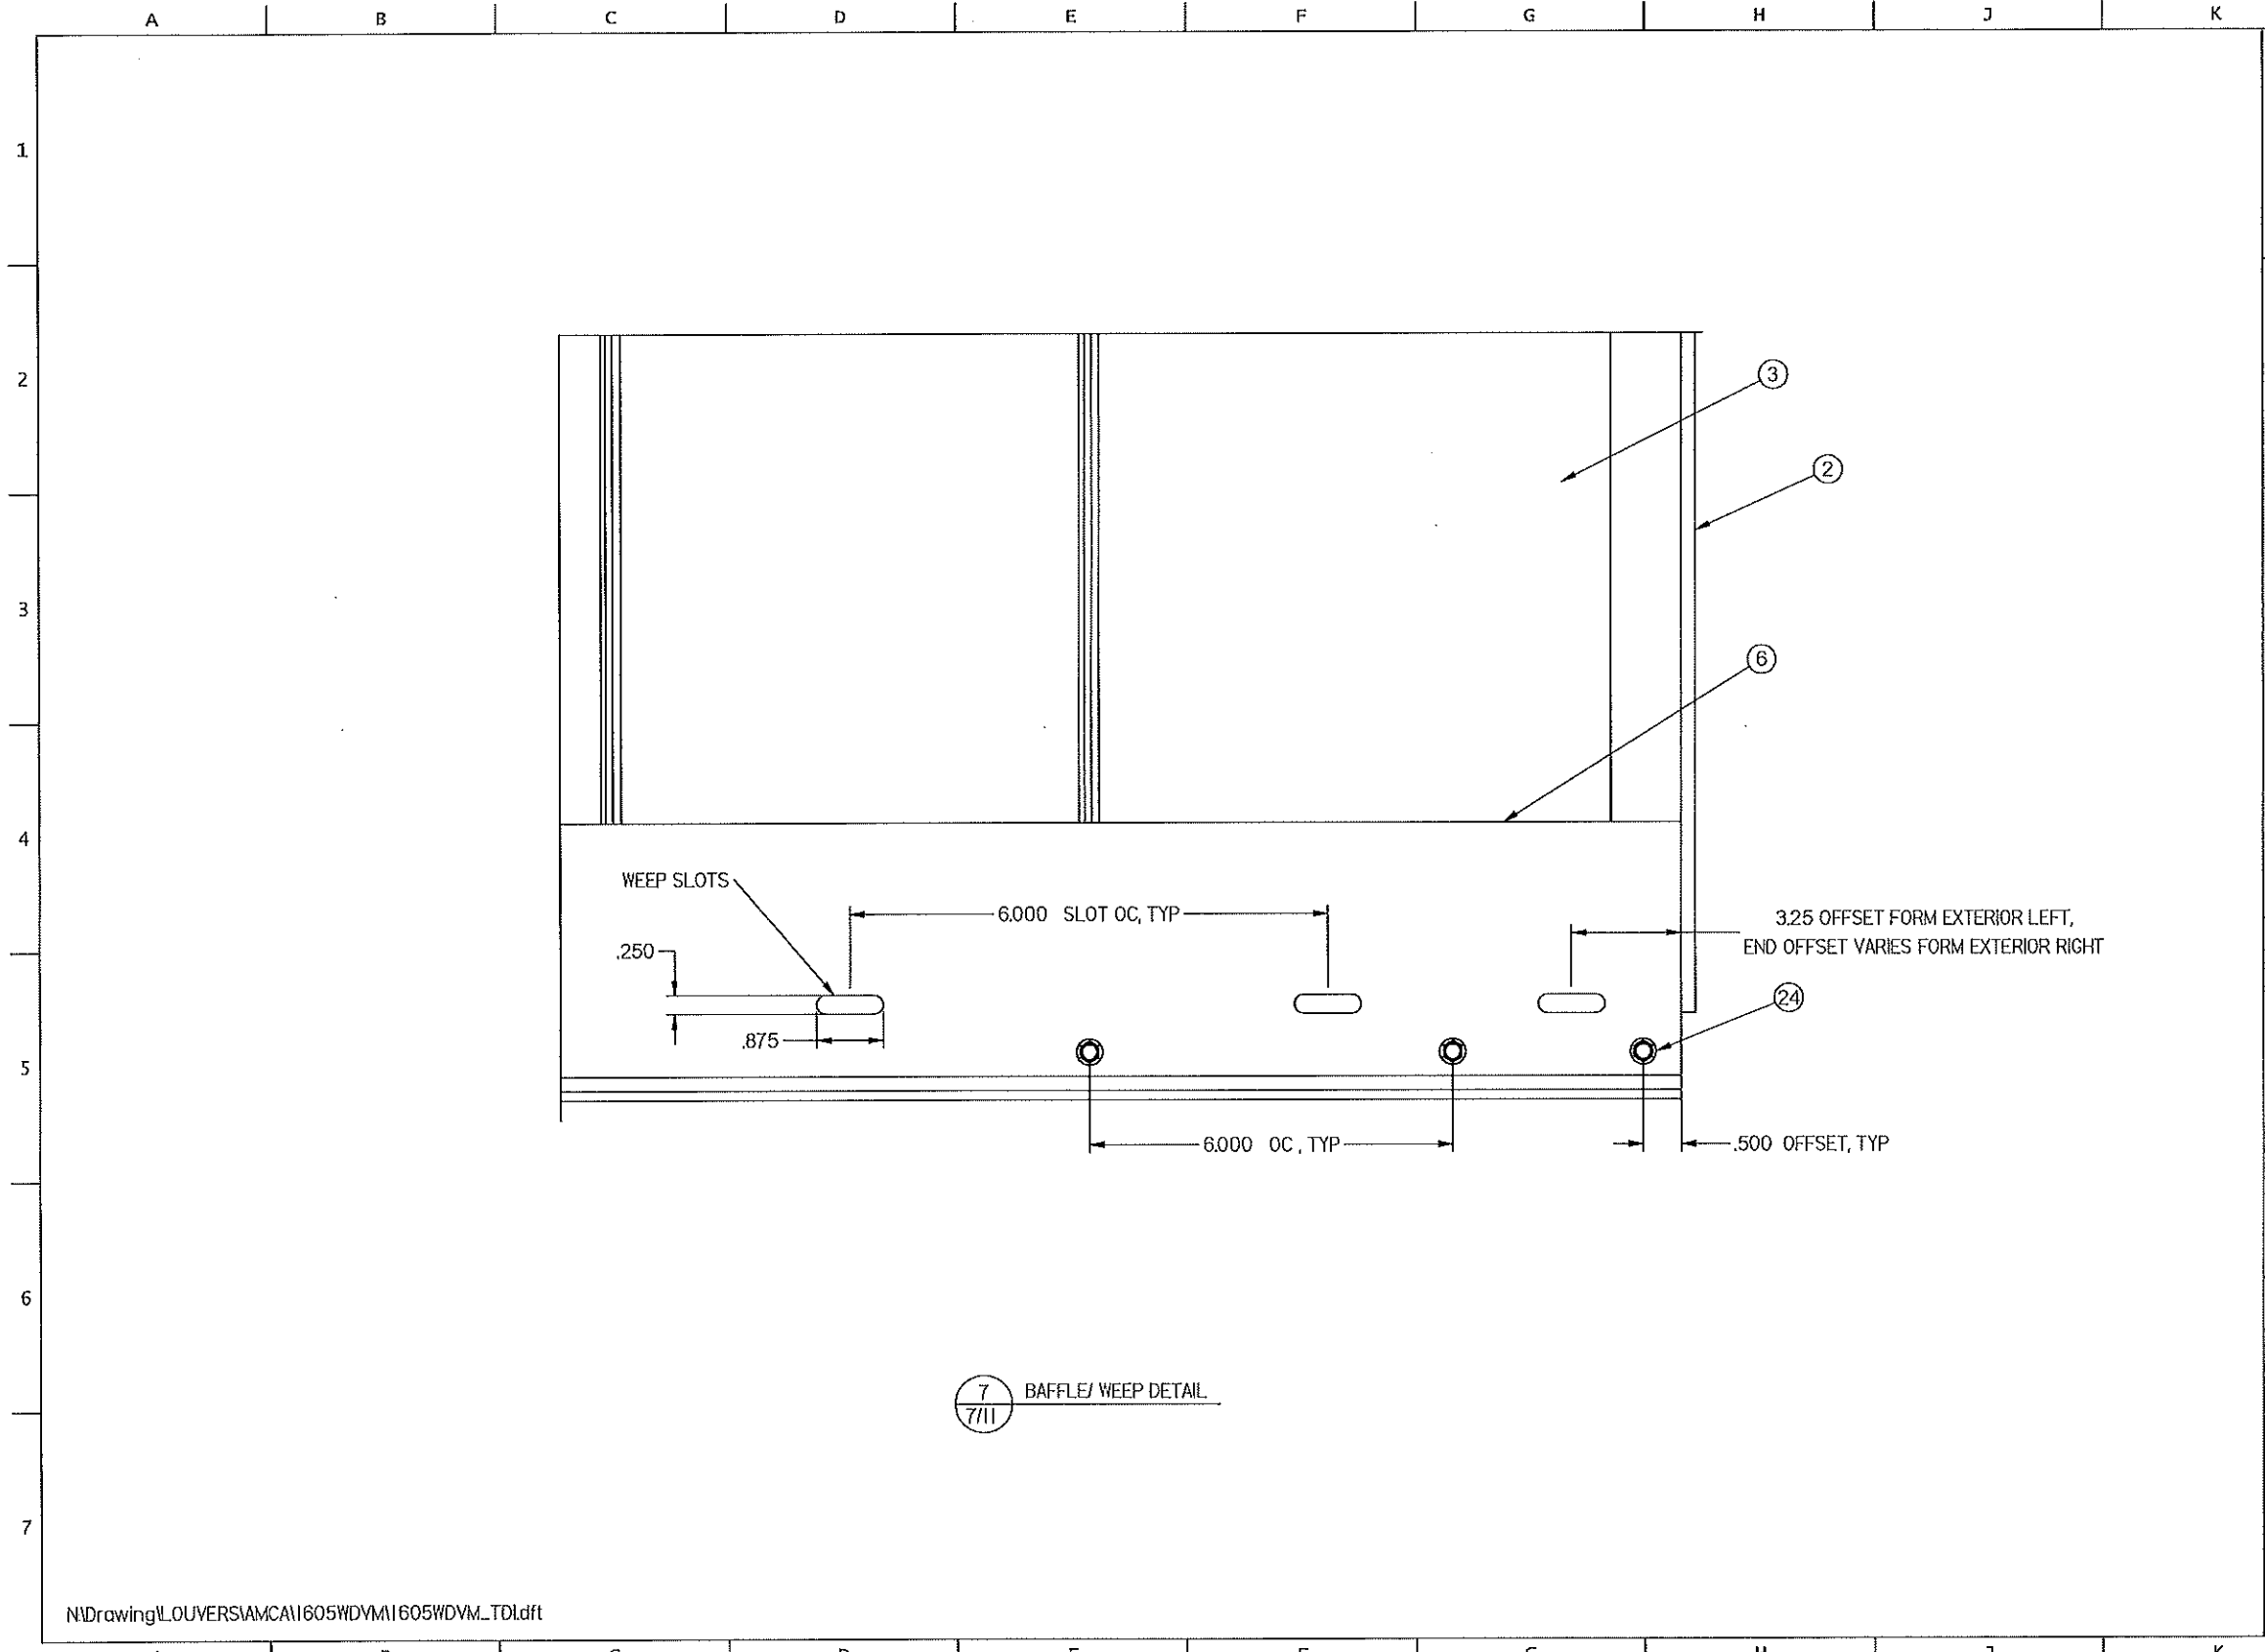 A B C D E F G H J K
1
2
3
4
5
6
7
3
2
6
WEEP SLOTS
6.000 SLOT OC, TYP
3.25 OFFSET FORM EXTERIOR LEFT,
END OFFSET VARIES FORM EXTERIOR RIGHT
.250
24
.875
6.000 OC, TYP
.500 OFFSET, TYP
7 BAFFLE/ WEEP DETAIL
7/11
N:\Drawing\LOUVERS\AMCA\1605WDVM\1605WDVM_TDI.dft